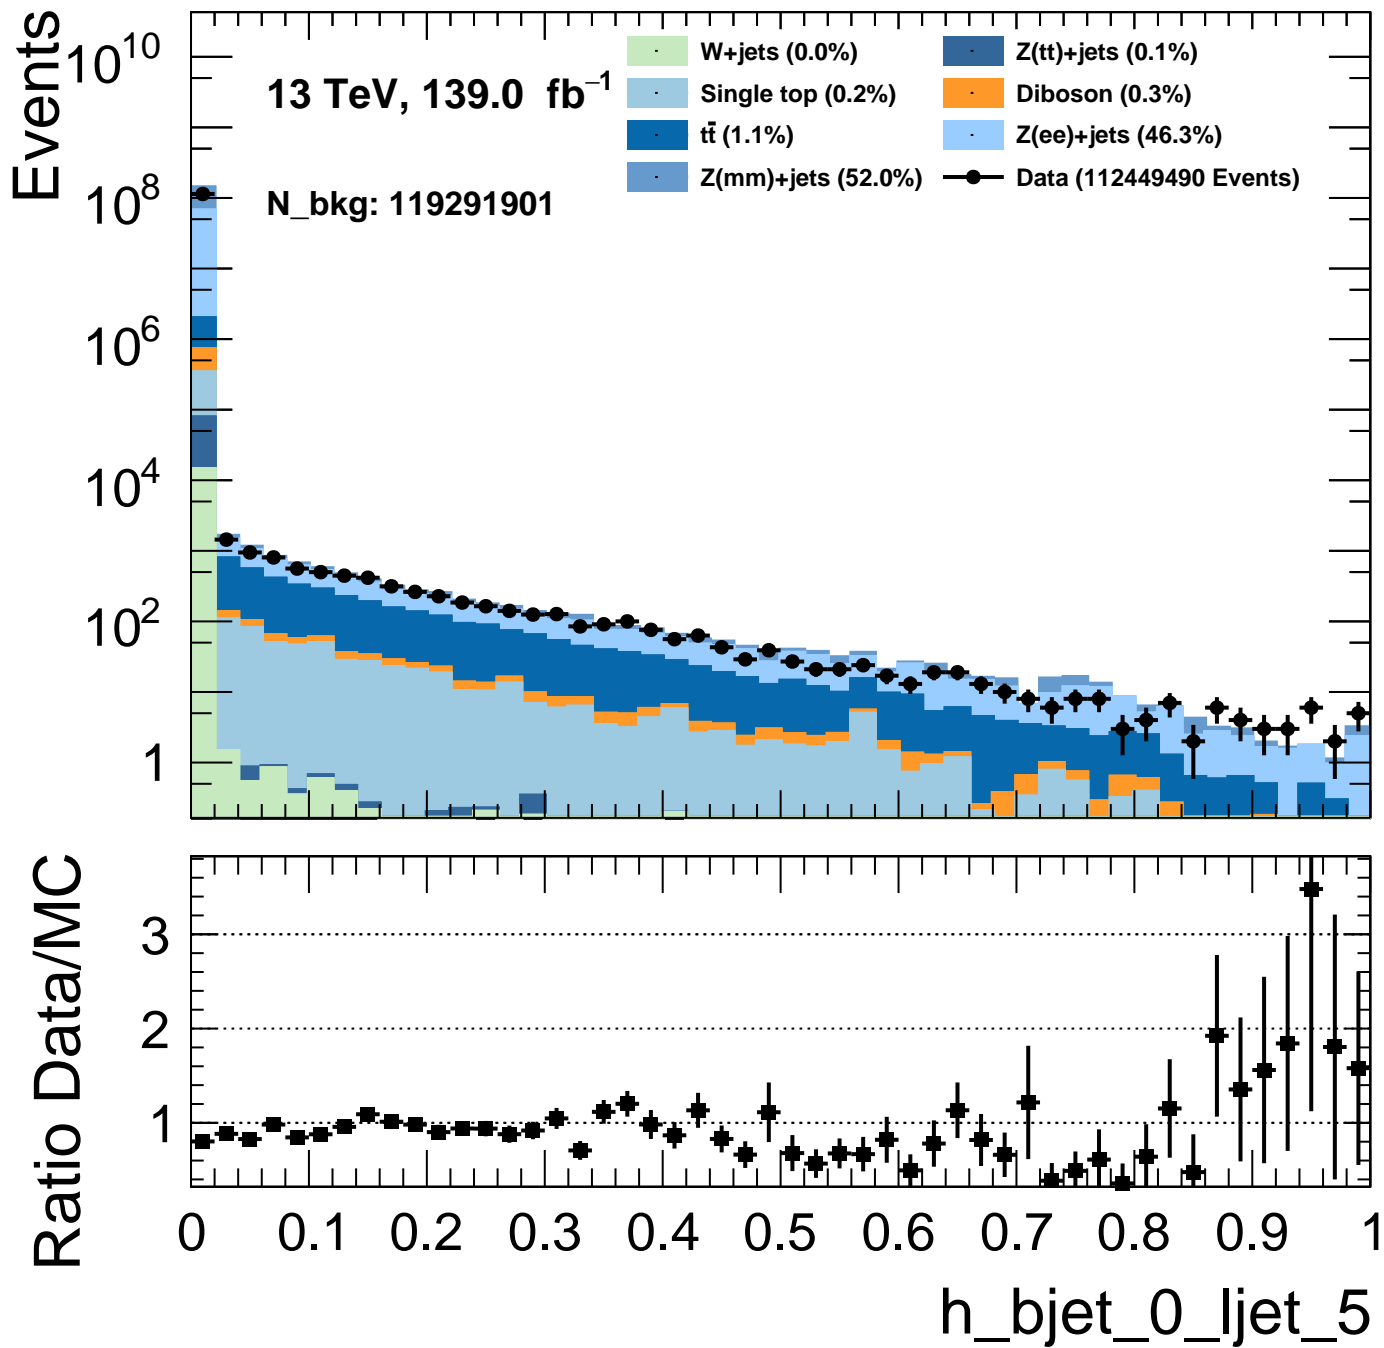 Events
10^10
10^8
10^6
10^4
10^2
1
13 TeV, 139.0 fb^−1
N_bkg: 119291901
W+jets (0.0%)
Single top (0.2%)
tt̄ (1.1%)
Z(mm)+jets (52.0%)
Z(tt)+jets (0.1%)
Diboson (0.3%)
Z(ee)+jets (46.3%)
Data (112449490 Events)
Ratio Data/MC
3
2
1
0 0.1 0.2 0.3 0.4 0.5 0.6 0.7 0.8 0.9 1
h_bjet_0_ljet_5